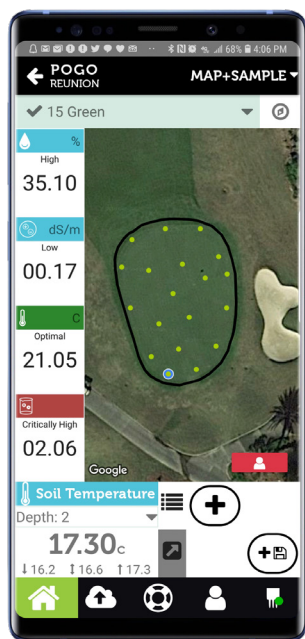 68% 4:06 PM
POGO
REUNION
MAP+SAMPLE
15 Green
%
High
35.10
dS/m
Low
00.17
C
Optimal
21.05
Critically High
02.06
Google
Soil Temperature
Depth: 2
17.30c
↓16.2 ↕16.6 ↑17.3